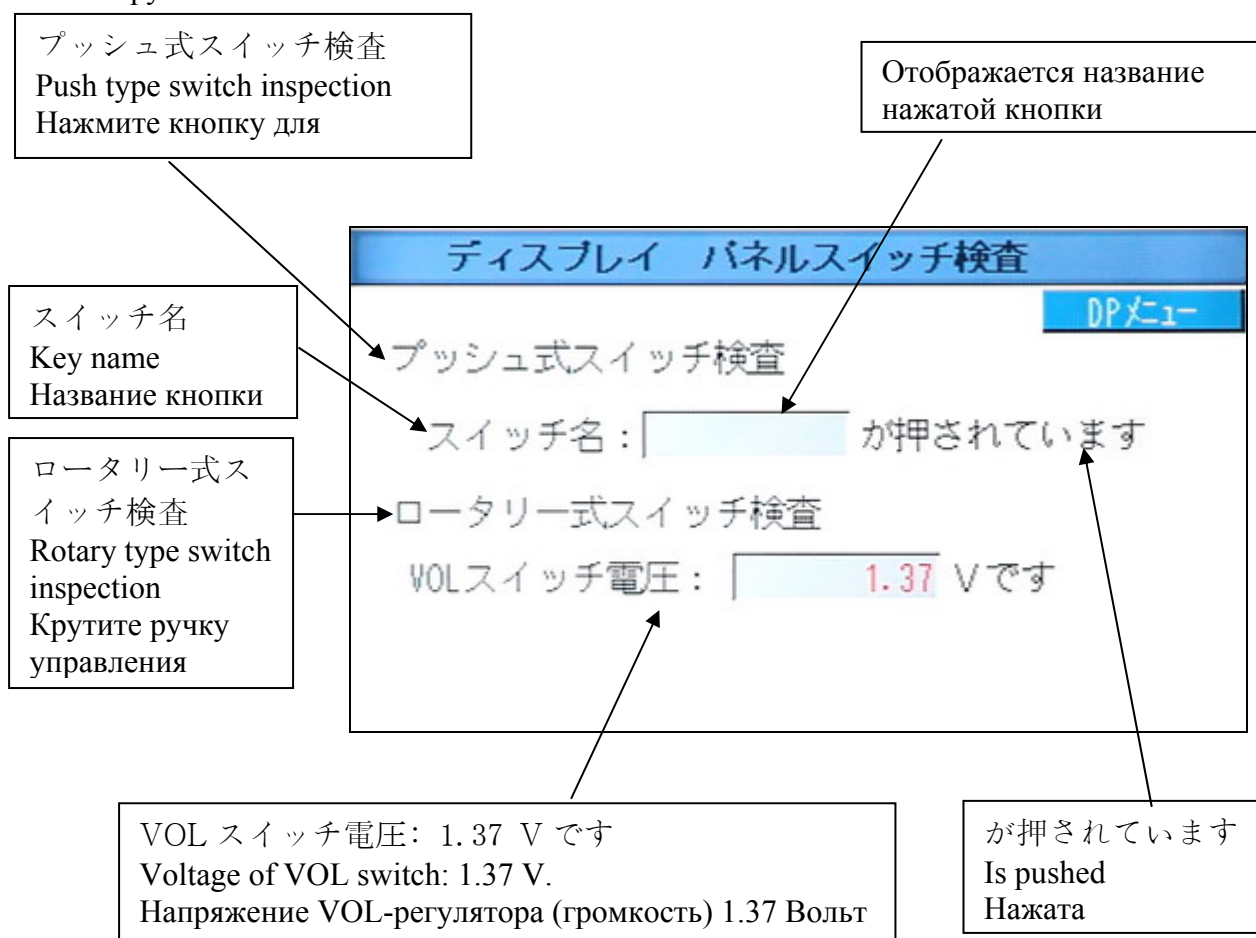 プッシュ式スイッチ検査
Push type switch inspection
Нажмите кнопку для
Отображается название
нажатой кнопки
ディスプレイ パネルスイッチ検査
DPメニュー
プッシュ式スイッチ検査
スイッチ名: が押されています
ロータリー式スイッチ検査
VOLスイッチ電圧: 1.37 Vです
スイッチ名
Key name
Название кнопки
ロータリー式ス
イッチ検査
Rotary type switch
inspection
Крутите ручку
управления
VOL スイッチ電圧: 1.37 V です
Voltage of VOL switch: 1.37 V.
Напряжение VOL-регулятора (громкость) 1.37 Вольт
が押されています
Is pushed
Нажата